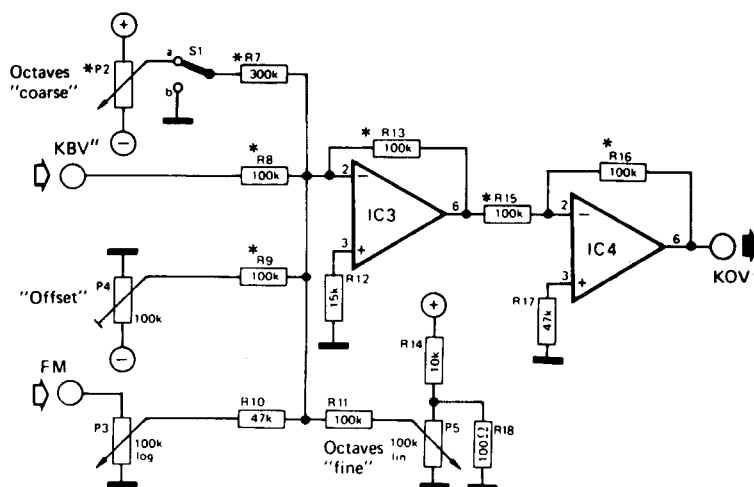 +
a
S1
* R7
300k
* P2
Octaves
"coarse"
b
−
KBV"
*
R8
100k
*
R13
100k
2
−
IC3
6
3
+
R12
15k
* R15
100k
*
R16
100k
2
−
IC4
6
3
+
R17
47k
KOV
*
R9
100k
"Offset"
P4
100k
−
+
R14
10k
FM
P3
100k
log
R10
47k
R11
100k
Octaves
"fine"
P5
100k
lin
R18
100Ω